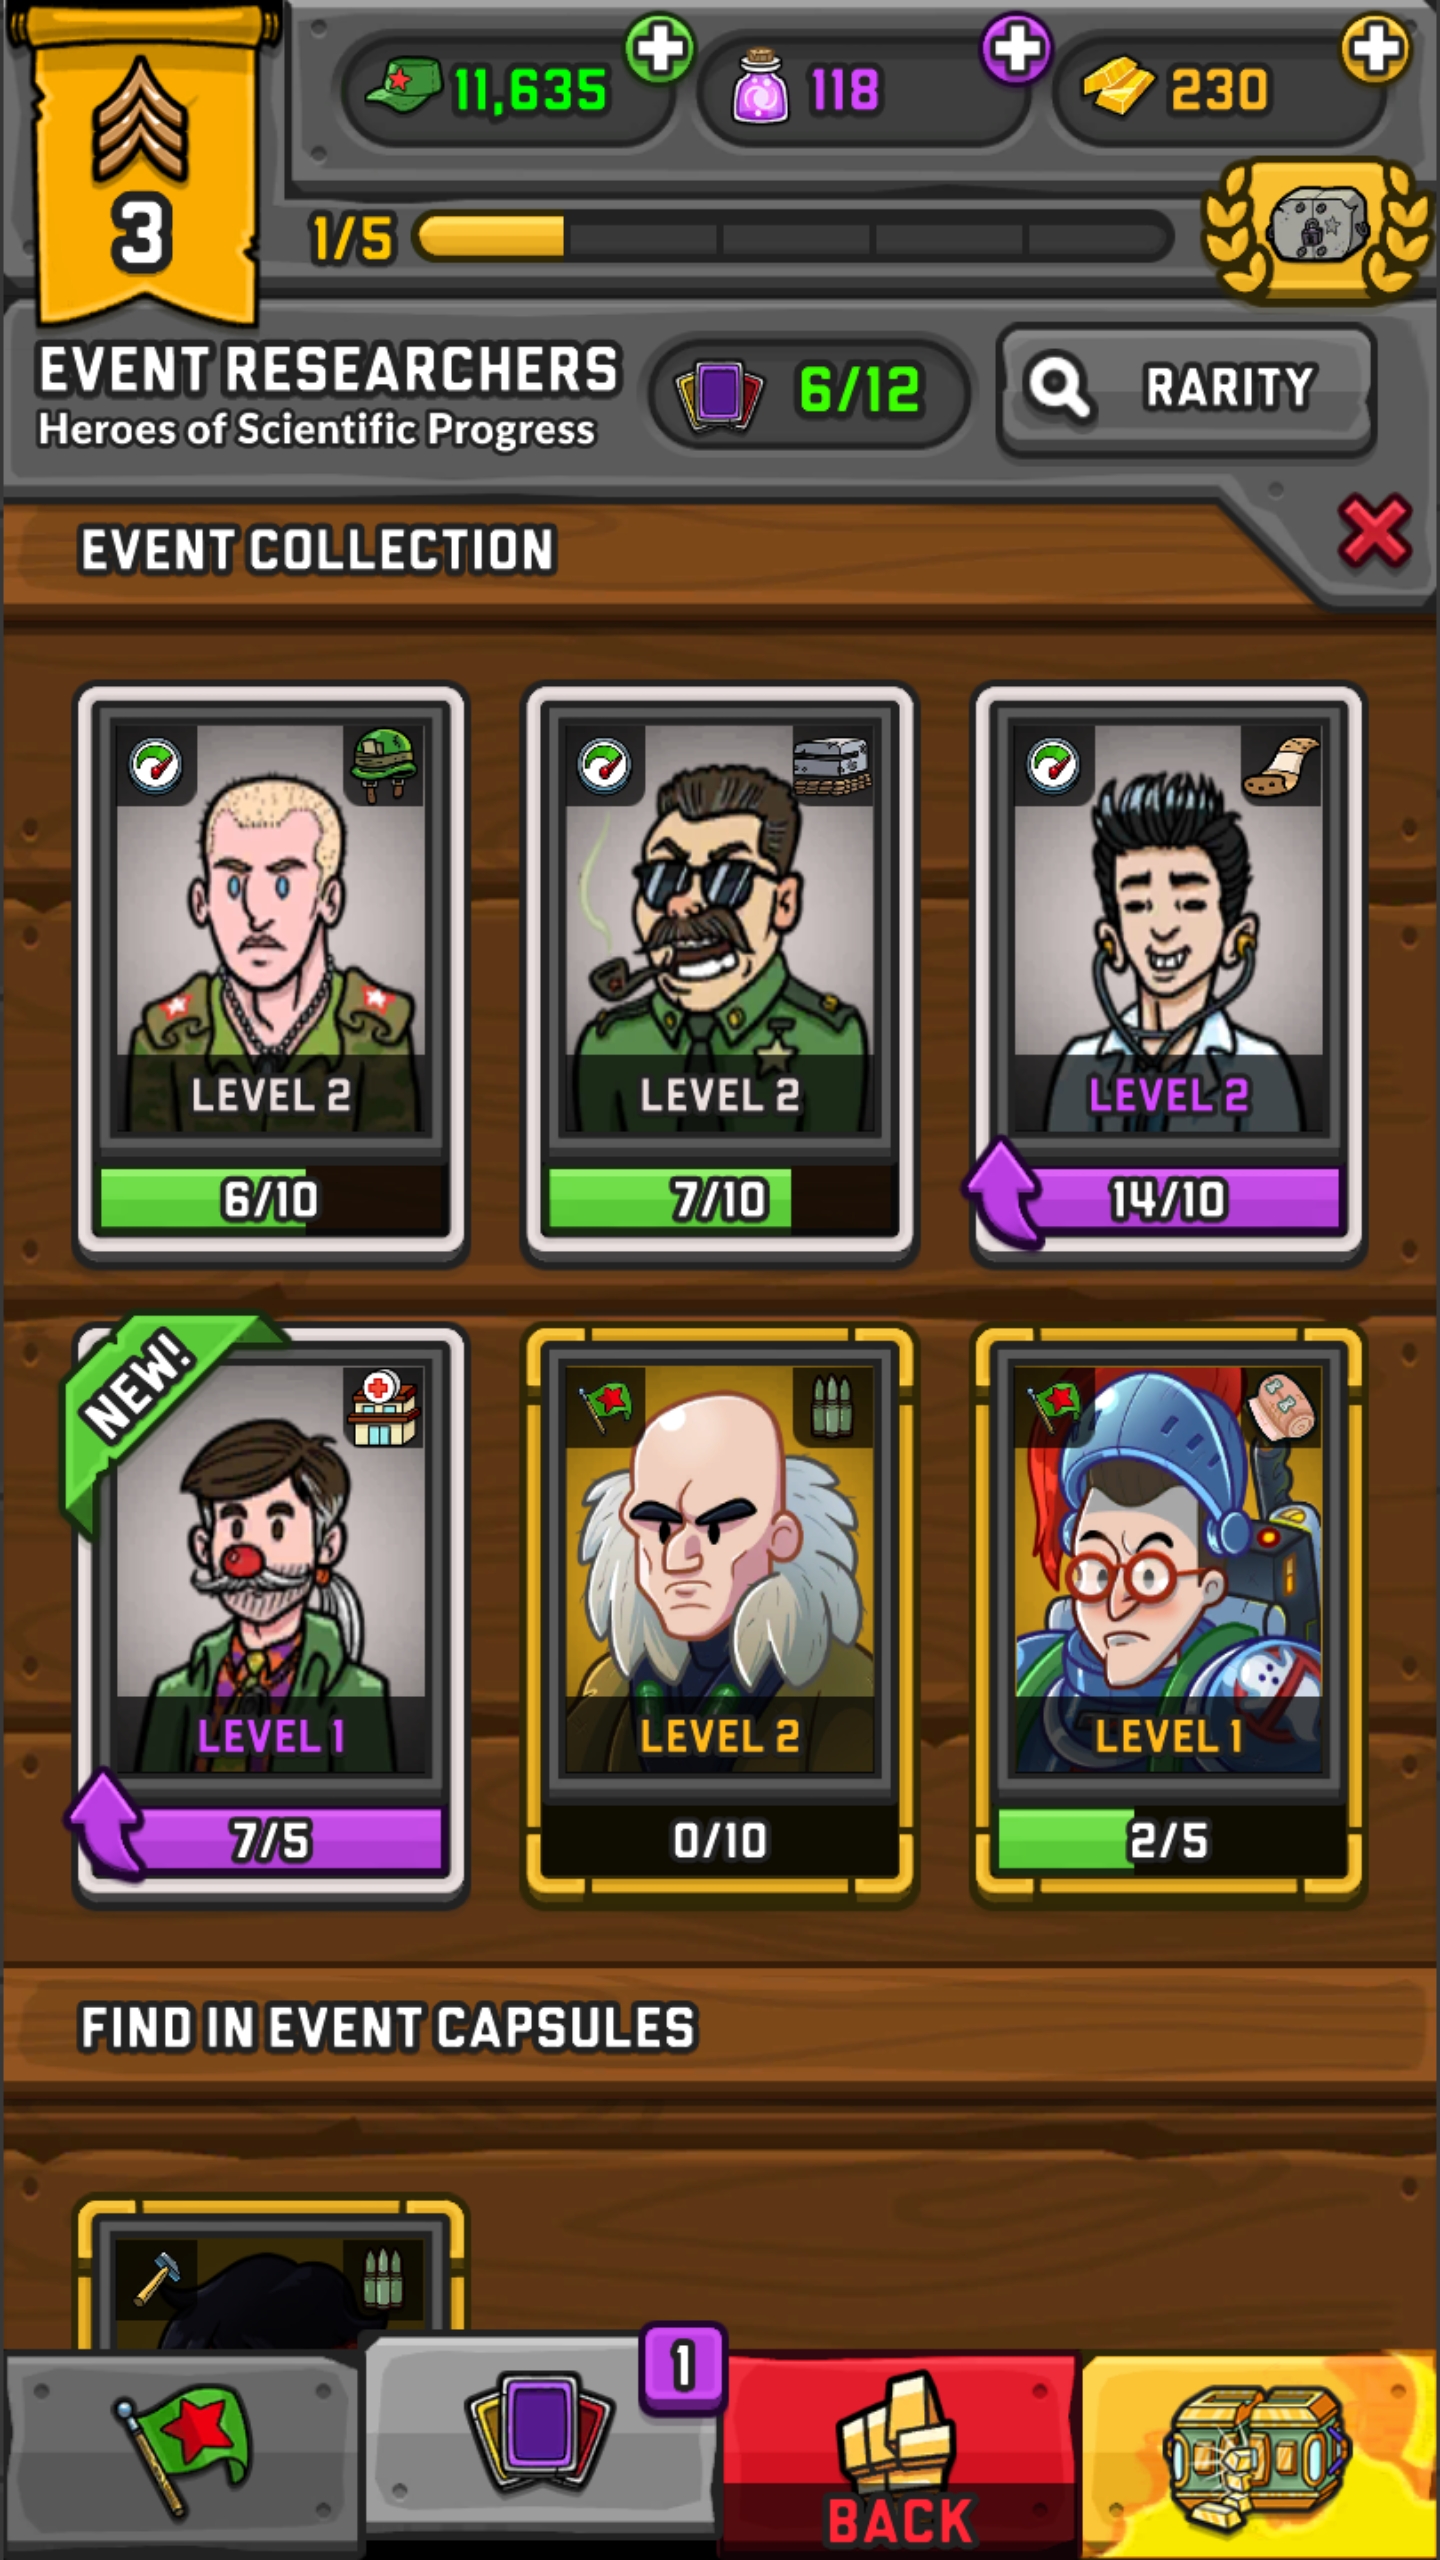 11,635
118
230
3
1/5
EVENT RESEARCHERS
Heroes of Scientific Progress
6/12
RARITY
EVENT COLLECTION
LEVEL 2
LEVEL 2
LEVEL 2
6/10
7/10
14/10
NEW!
LEVEL 1
LEVEL 2
LEVEL 1
7/5
0/10
2/5
FIND IN EVENT CAPSULES
1
BACK